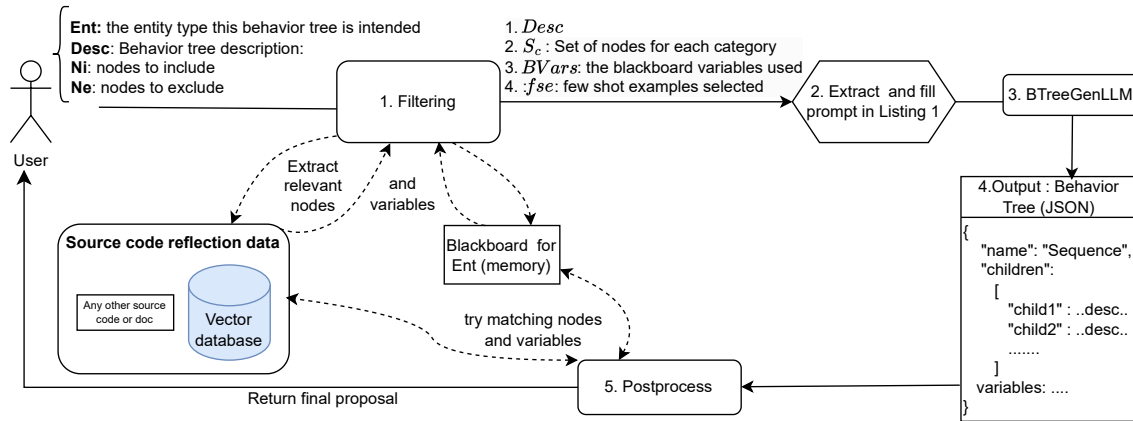 Ent: the entity type this behavior tree is intended
Desc: Behavior tree description:
Ni: nodes to include
Ne: nodes to exclude
User
1. Filtering
1. Desc
2. S_c : Set of nodes for each category
3. BVars: the blackboard variables used
4. :fse: few shot examples selected
2. Extract and fill
prompt in Listing 1
3. BTreeGenLLM
Extract
relevant
nodes
and
variables
Source code reflection data
Any other source
code or doc
Vector
database
Blackboard for
Ent (memory)
try matching nodes
and variables
4.Output : Behavior
Tree (JSON)
{
"name": "Sequence",
"children":
[
"child1" : ..desc..
"child2" : ..desc..
.......
]
variables: ....
}
5. Postprocess
Return final proposal